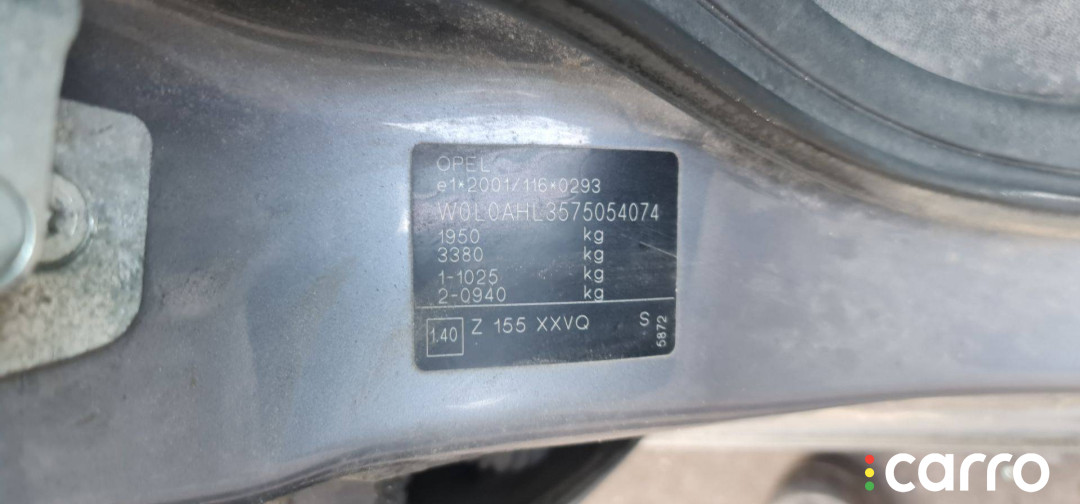 OPEL
e1*2001/116*0293
W0L0AHL3575054074
1950 kg
3380 kg
1-1025 kg
2-0940 kg
1.40 Z 155 XXVQ S 5872
carro